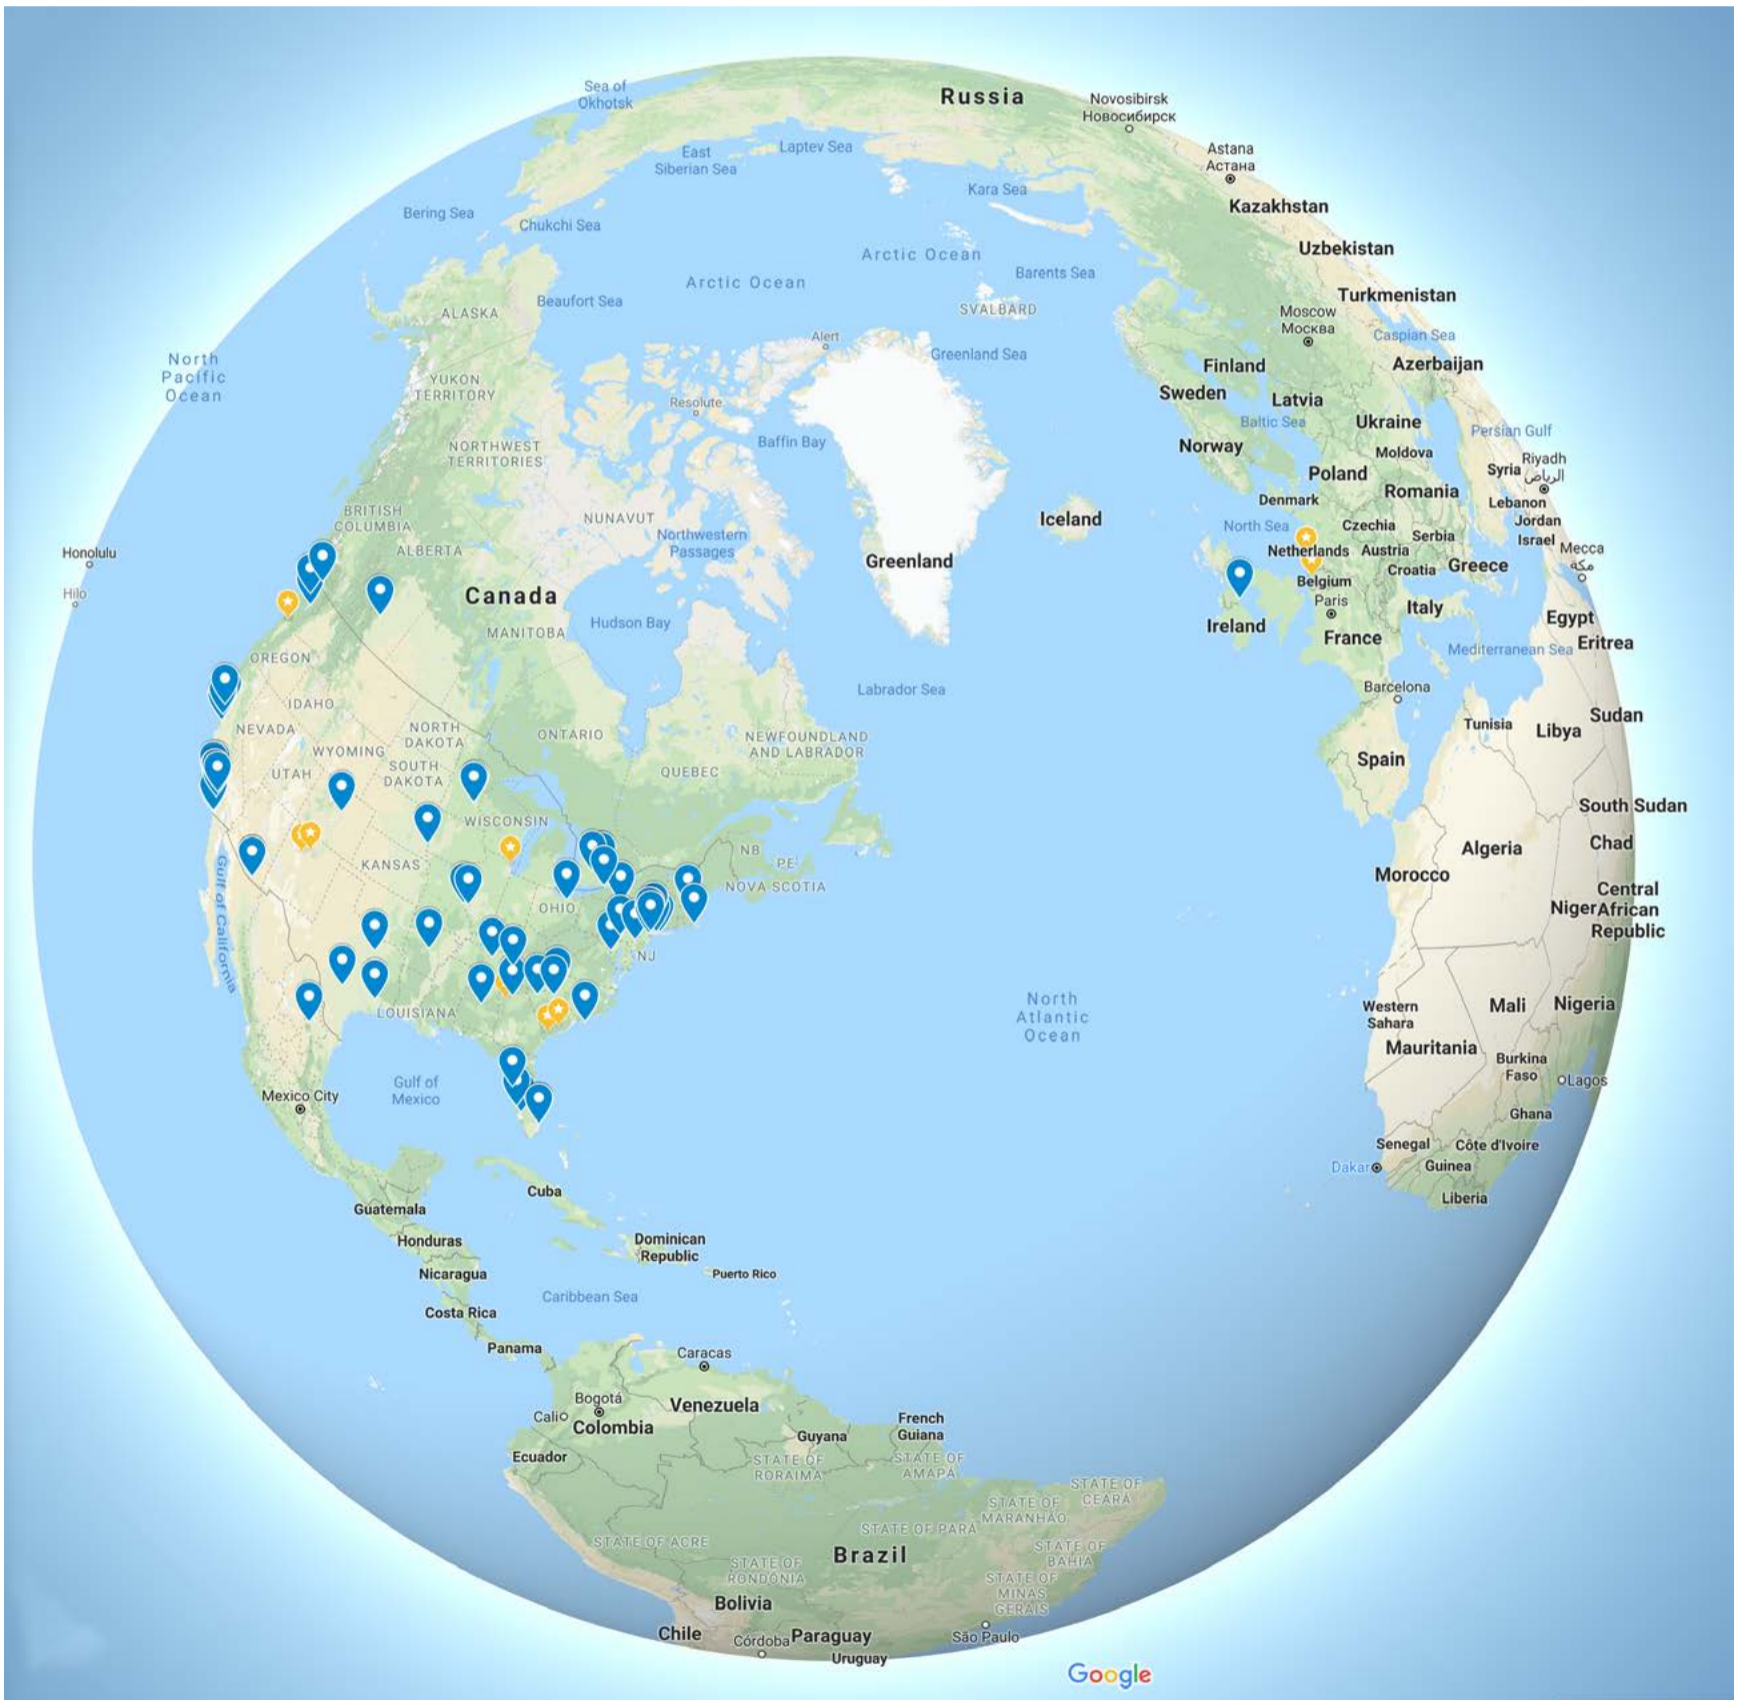 Sea of
Okhotsk
Russia
Novosibirsk
Новосибирск
East
Siberian Sea
Laptev Sea
Astana
Астана
Kara Sea
Kazakhstan
Bering Sea
Chukchi Sea
Uzbekistan
Arctic Ocean
Arctic Ocean
Barents Sea
Beaufort Sea
ALASKA
SVALBARD
Turkmenistan
Moscow
Москва
Caspian Sea
Alert
Greenland Sea
North
Pacific
Ocean
Finland
Azerbaijan
YUKON
TERRITORY
Sweden
Latvia
Resolute
Baltic Sea
Ukraine
Persian Gulf
NORTHWEST
TERRITORIES
Baffin Bay
Norway
Moldova
Syria
Riyadh
الرياض
Poland
Romania
Denmark
Lebanon
BRITISH
COLUMBIA
NUNAVUT
Iceland
North Sea
Czechia
Jordan
Serbia
Israel
Northwestern
Passages
Honolulu
ALBERTA
Netherlands
Austria
Mecca
مكة
Greenland
Croatia
Greece
Belgium
Hilo
Canada
Paris
Italy
Egypt
Hudson Bay
MANITOBA
Ireland
France
Eritrea
Mediterranean Sea
OREGON
Labrador Sea
Barcelona
IDAHO
Sudan
NEVADA
NORTH
DAKOTA
ONTARIO
NEWFOUNDLAND
AND LABRADOR
Tunisia
Libya
WYOMING
Spain
UTAH
SOUTH
DAKOTA
QUEBEC
South Sudan
WISCONSIN
Algeria
Chad
NB
KANSAS
PE
NOVA SCOTIA
Morocco
Gulf of California
OHIO
Niger
Central
African
Republic
NJ
North
Atlantic
Ocean
LOUISIANA
Western
Sahara
Mali
Nigeria
Mauritania
Burkina
Faso
Lagos
Gulf of
Mexico
Mexico City
Ghana
Senegal
Côte d'Ivoire
Dakar
Guinea
Liberia
Cuba
Guatemala
Honduras
Dominican
Republic
Nicaragua
Puerto Rico
Caribbean Sea
Costa Rica
Panama
Caracas
Bogotá
Venezuela
Cali
Colombia
French
Guiana
Guyana
Ecuador
STATE OF
RORAIMA
STATE OF
AMAPÁ
STATE OF
CEARÁ
STATE OF
MARANHÃO
STATE OF PARÁ
STATE OF ACRE
Brazil
STATE OF
BAHIA
STATE OF
RONDÔNIA
STATE OF
MINAS
GERAIS
Bolivia
Chile
Córdoba
Paraguay
São Paulo
Uruguay
Google